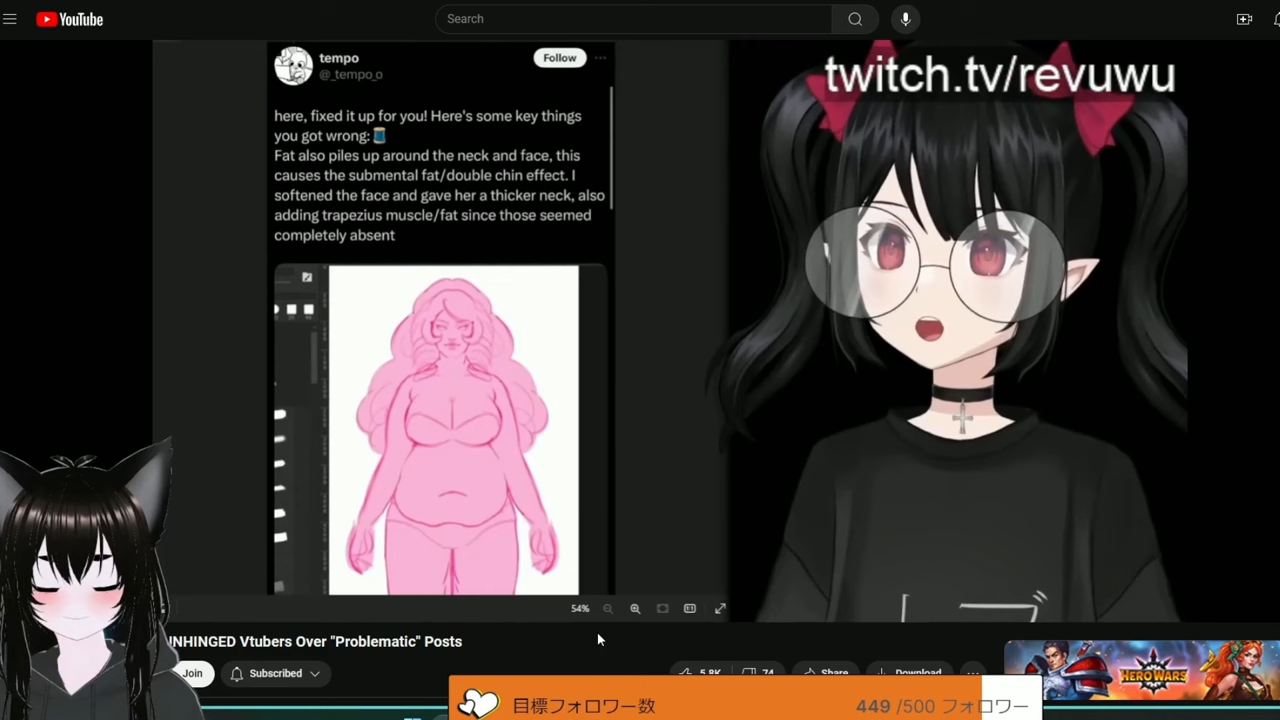 YouTube
Search
twitch.tv/revuwu
tempo
@_tempo_o
Follow
here, fixed it up for you! Here's some key things
you got wrong:🧵
Fat also piles up around the neck and face, this
causes the submental fat/double chin effect. I
softened the face and gave her a thicker neck, also
adding trapezius muscle/fat since those seemed
completely absent
54%
NHINGED Vtubers Over "Problematic" Posts
Join
Subscribed
5.8K
74
Share
Download
HERO WARS
目標フォロワー数
449 /500 フォロワー